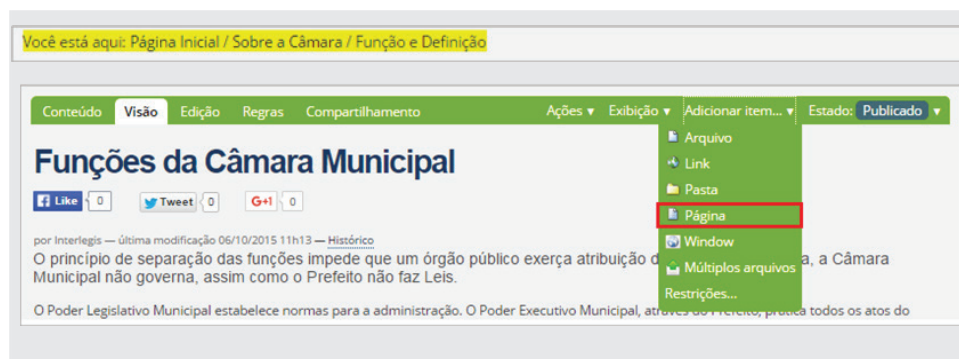 Você está aqui: Página Inicial / Sobre a Câmara / Função e Definição
Conteúdo Visão Edição Regras Compartilhamento Ações ▾ Exibição ▾ Adicionar item... ▾ Estado: Publicado ▾
Arquivo
Link
Pasta
Página
Window
Múltiplos arquivos
Restrições...
Funções da Câmara Municipal
Like 0 Tweet 0 G+1 0
por Interlegis — última modificação 06/10/2015 11h13 — Histórico
O princípio de separação das funções impede que um órgão público exerça atribuição d a, a Câmara
Municipal não governa, assim como o Prefeito não faz Leis.
O Poder Legislativo Municipal estabelece normas para a administração. O Poder Executivo Municipal, através do Prefeito, pratica todos os atos do